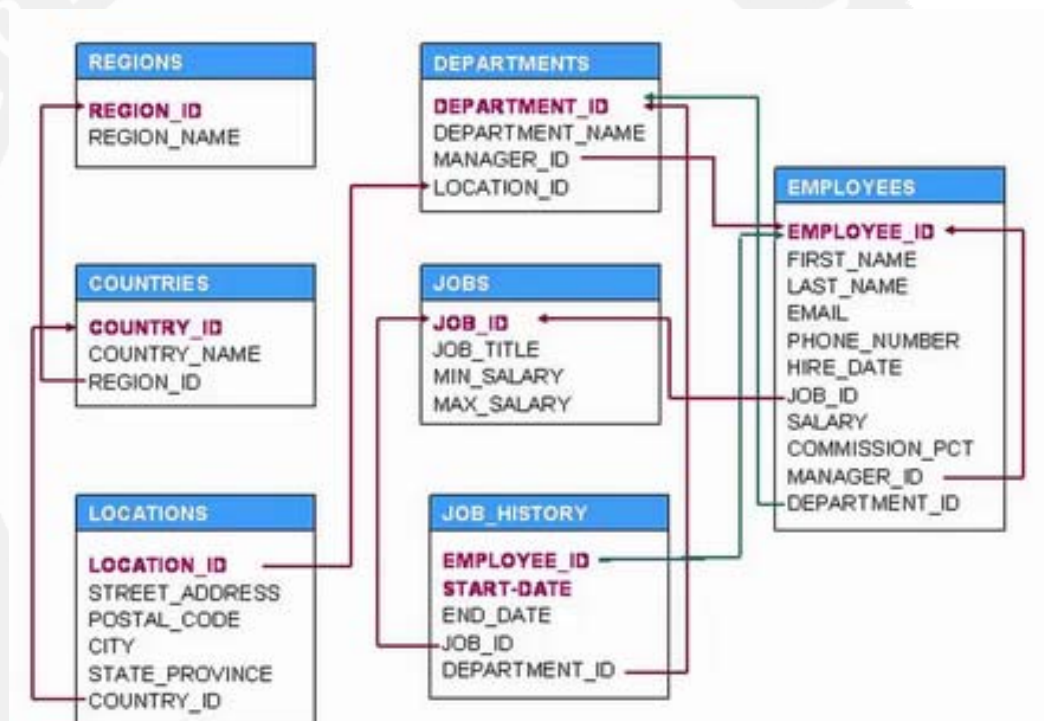 REGIONS
REGION_ID
REGION_NAME
COUNTRIES
COUNTRY_ID
COUNTRY_NAME
REGION_ID
LOCATIONS
LOCATION_ID
STREET_ADDRESS
POSTAL_CODE
CITY
STATE_PROVINCE
COUNTRY_ID
DEPARTMENTS
DEPARTMENT_ID
DEPARTMENT_NAME
MANAGER_ID
LOCATION_ID
JOBS
JOB_ID
JOB_TITLE
MIN_SALARY
MAX_SALARY
JOB_HISTORY
EMPLOYEE_ID
START-DATE
END_DATE
JOB_ID
DEPARTMENT_ID
EMPLOYEES
EMPLOYEE_ID
FIRST_NAME
LAST_NAME
EMAIL
PHONE_NUMBER
HIRE_DATE
JOB_ID
SALARY
COMMISSION_PCT
MANAGER_ID
DEPARTMENT_ID